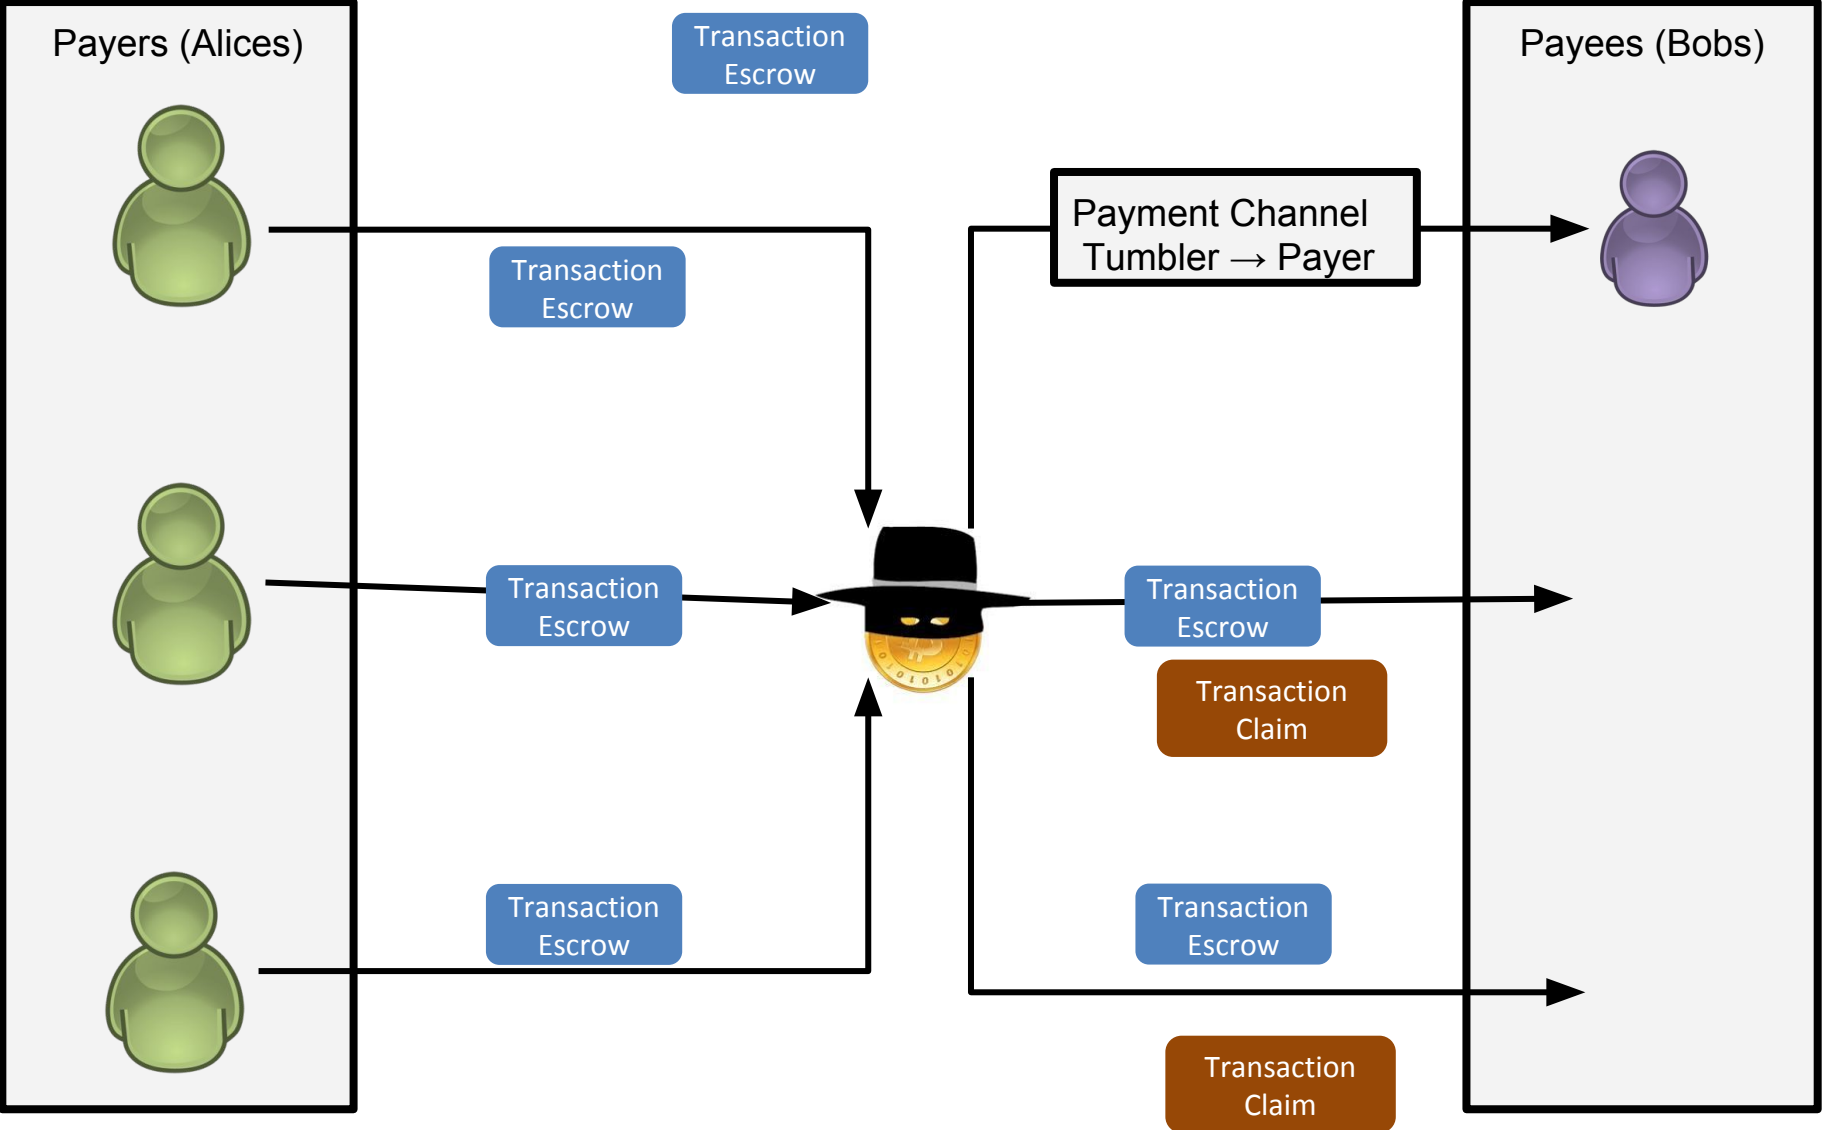 Payers (Alices)
Transaction
Escrow
Payees (Bobs)
Payment Channel
Tumbler → Payer
Transaction
Escrow
Transaction
Escrow
Transaction
Escrow
Transaction
Claim
Transaction
Escrow
Transaction
Escrow
Transaction
Claim